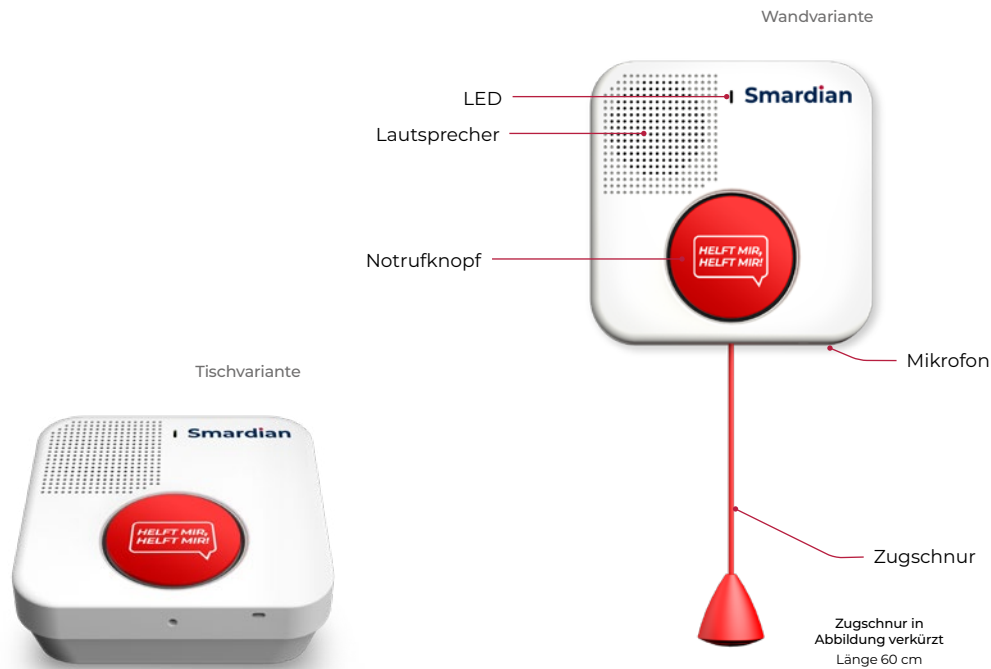 Wandvariante
LED
Smardian
Lautsprecher
Notrufknopf
HELFT MIR,
HELFT MIR!
Mikrofon
Tischvariante
Smardian
HELFT MIR,
HELFT MIR!
Zugschnur
Zugschnur in
Abbildung verkürzt
Länge 60 cm